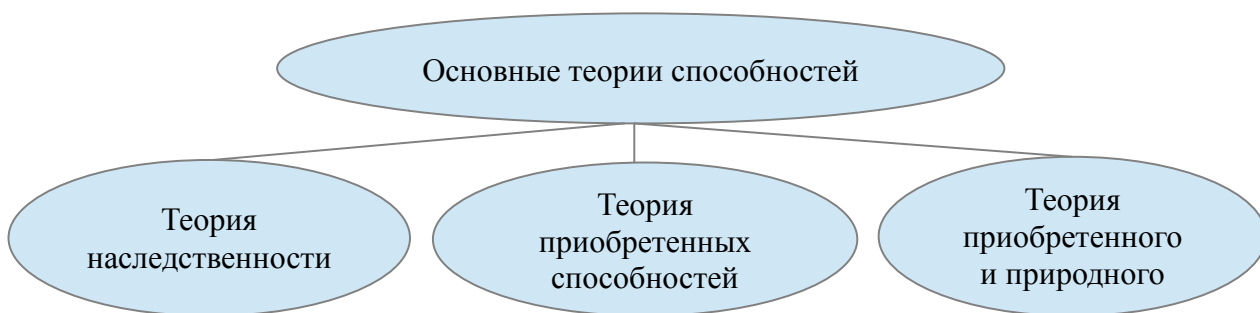 Основные теории способностей
Теория
наследственности
Теория
приобретенных
способностей
Теория
приобретенного
и природного